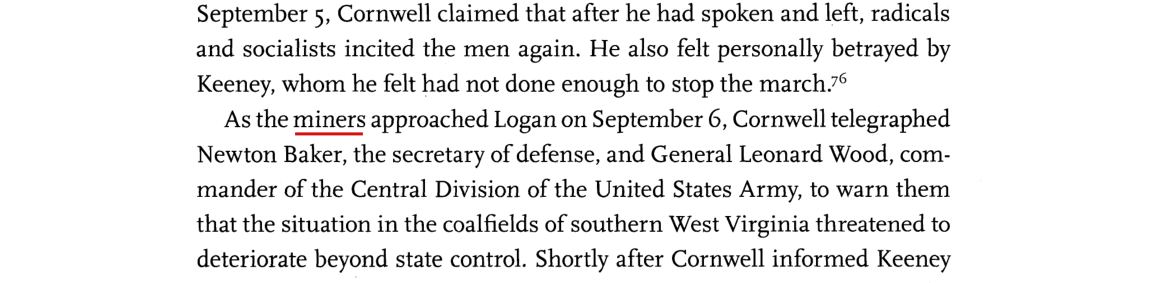 September 5, Cornwell claimed that after he had spoken and left, radicals
and socialists incited the men again. He also felt personally betrayed by
Keeney, whom he felt had not done enough to stop the march.76
As the miners approached Logan on September 6, Cornwell telegraphed
Newton Baker, the secretary of defense, and General Leonard Wood, com-
mander of the Central Division of the United States Army, to warn them
that the situation in the coalfields of southern West Virginia threatened to
deteriorate beyond state control. Shortly after Cornwell informed Keeney